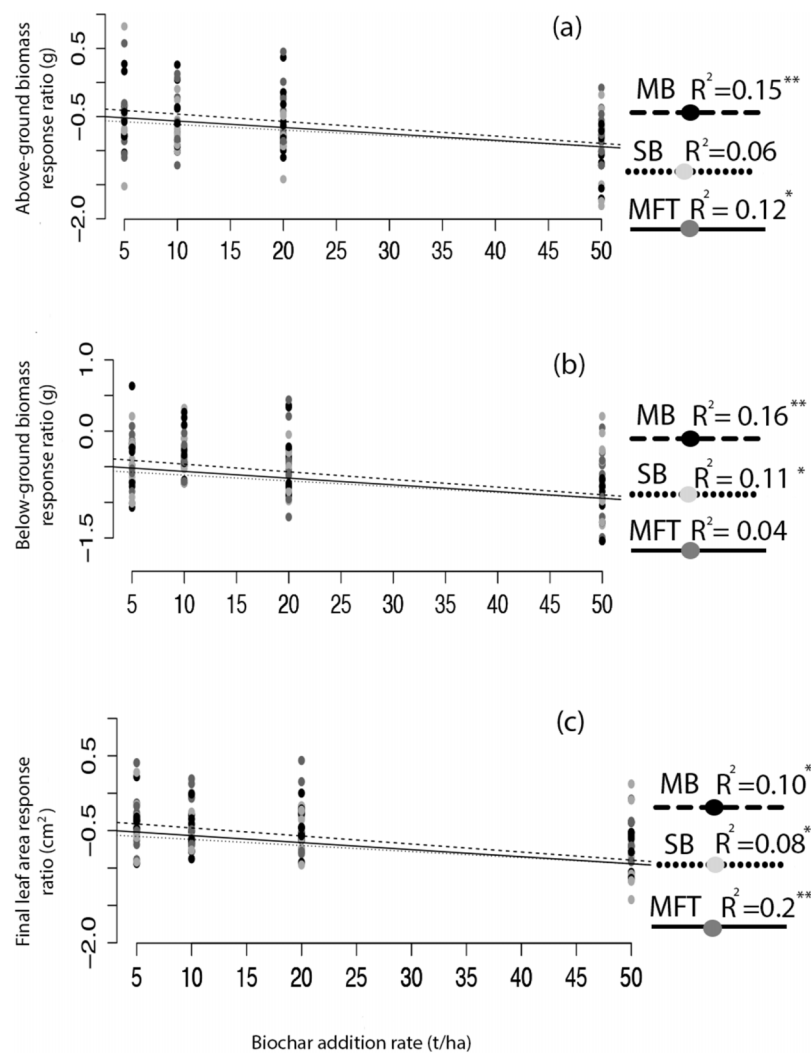 (a)
Above-ground biomass
response ratio (g)
0.5
−0.5
−2.0
5 10 15 20 25 30 35 40 45 50
MB R²=0.15**
SB R²=0.06
MFT R²= 0.12*
(b)
Below-ground biomass
response ratio (g)
1.0
0.0
−1.5
5 10 15 20 25 30 35 40 45 50
MB R²= 0.16**
SB R²= 0.11*
MFT R²= 0.04
(c)
Final leaf area response
ratio (cm²)
0.5
−0.5
−2.0
5 10 15 20 25 30 35 40 45 50
MB R²=0.10*
SB R²=0.08*
MFT R²=0.2**
Biochar addition rate (t/ha)